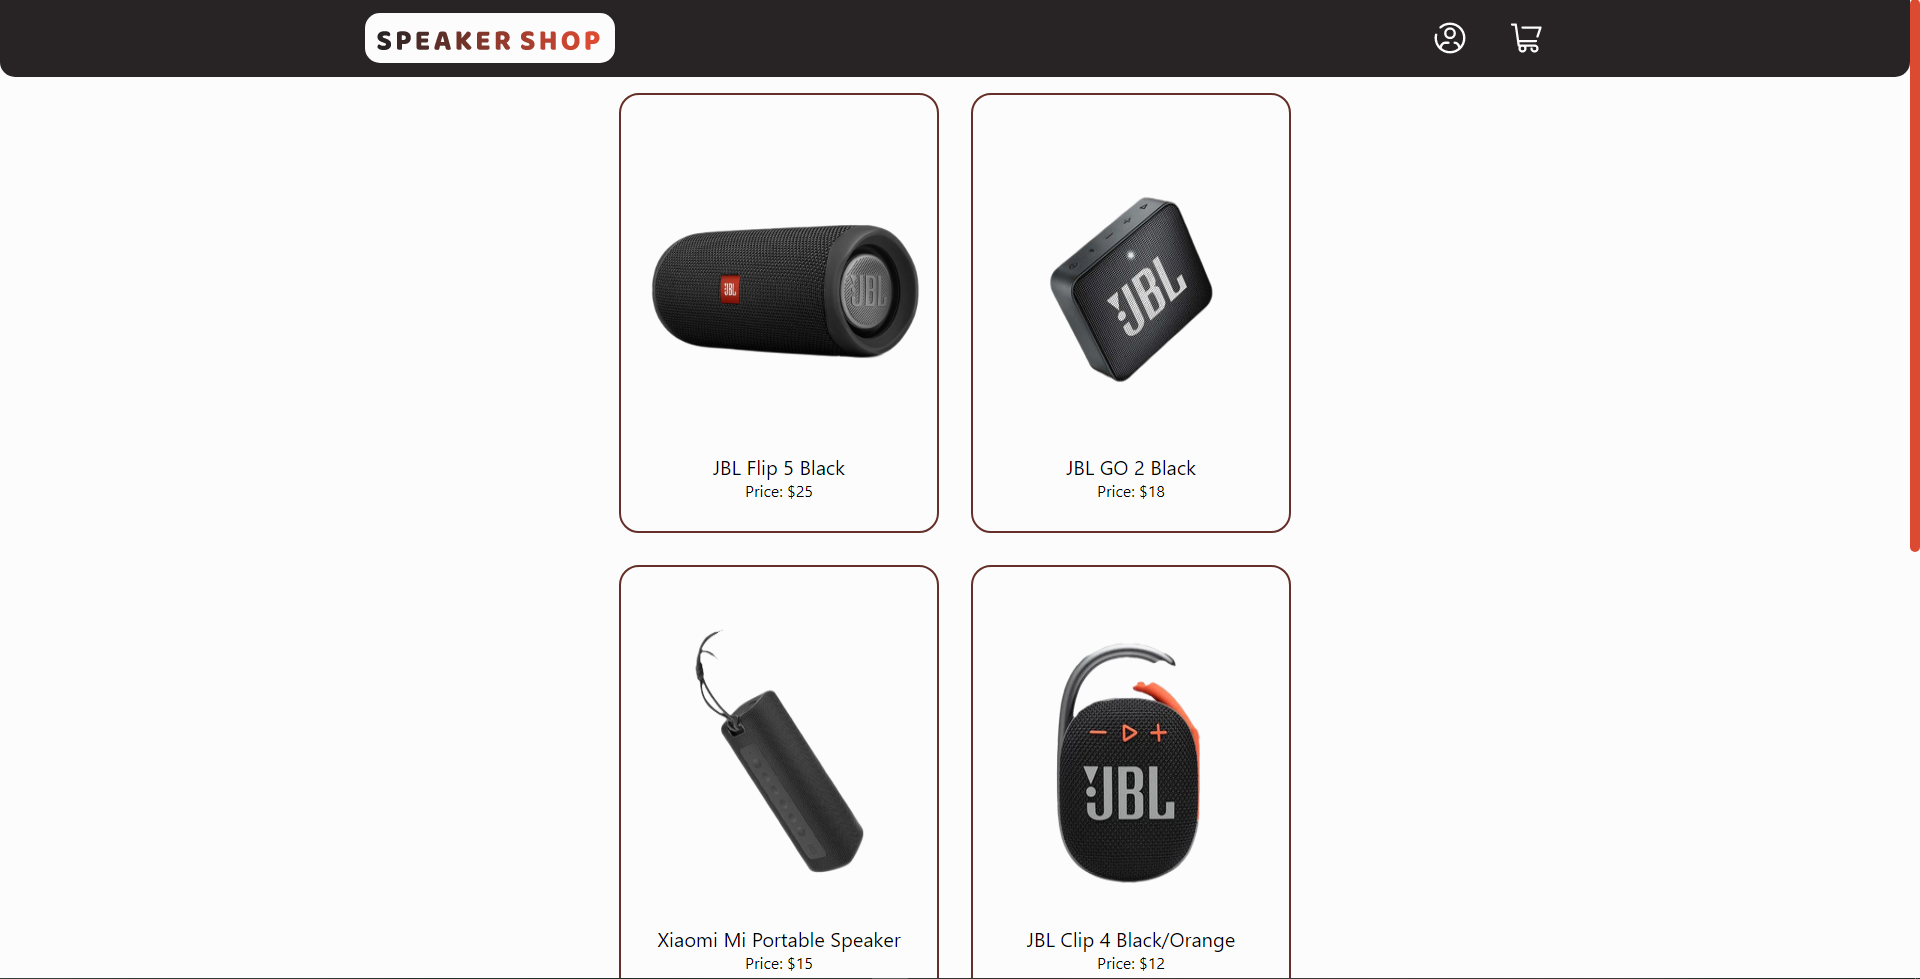 SPEAKER SHOP
JBL
JBL
JBL
JBL Flip 5 Black
Price: $25
JBL GO 2 Black
Price: $18
JBL
Xiaomi Mi Portable Speaker
Price: $15
JBL Clip 4 Black/Orange
Price: $12